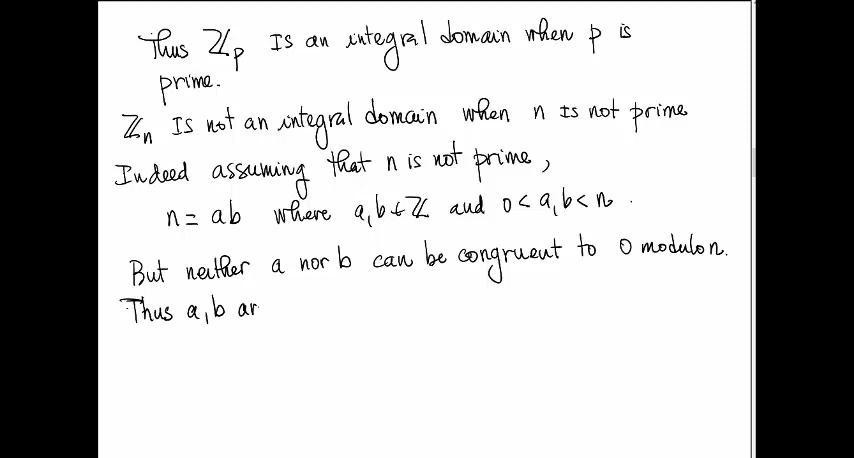 Thus ℤₚ Is an integral domain when p is
prime.
ℤₙ Is not an integral domain when n Is not prime
Indeed assuming that n is not prime,
n = ab where a,b ∈ ℤ and 0 < a,b < n.
But neither a nor b can be congruent to 0 modulo n.
Thus a,b ar